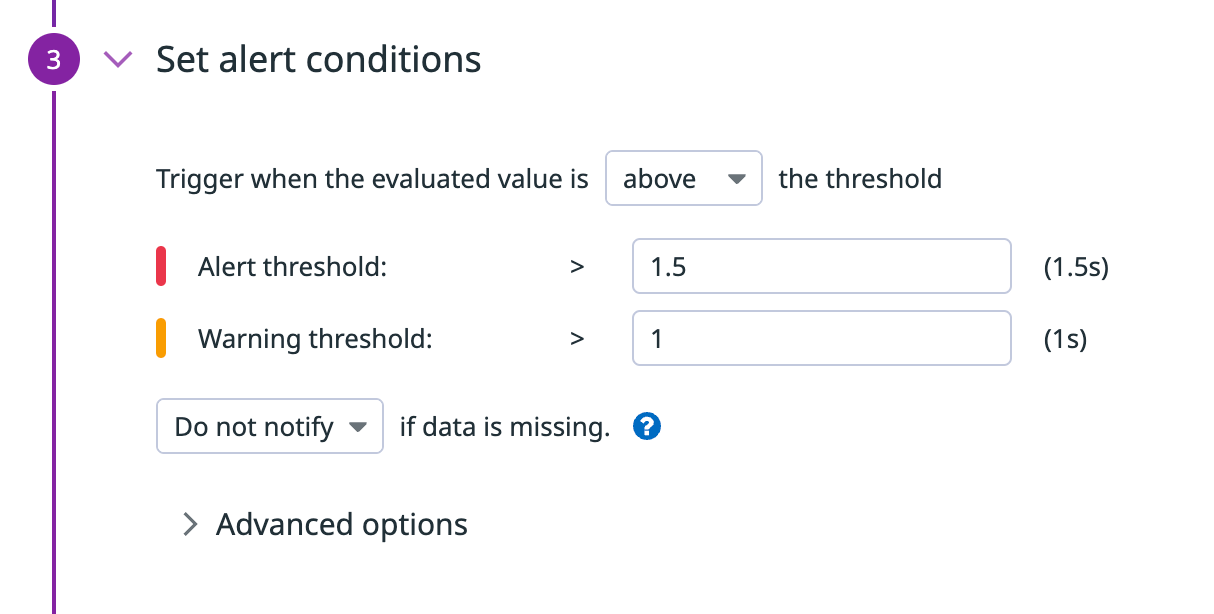 3 Set alert conditions
Trigger when the evaluated value is above the threshold
Alert threshold: > 1.5 (1.5s)
Warning threshold: > 1 (1s)
Do not notify if data is missing. ?
Advanced options